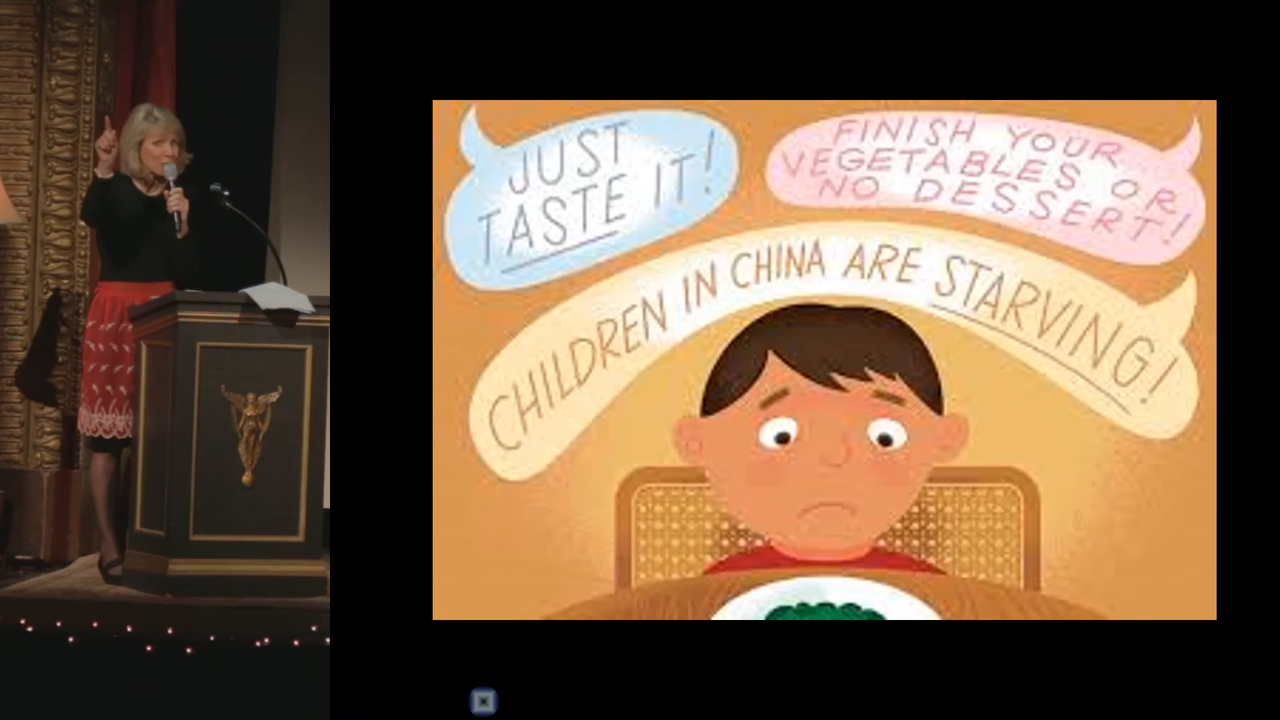 JUST
TASTE IT!
FINISH YOUR
VEGETABLES OR
NO DESSERT!
CHILDREN IN CHINA ARE STARVING!